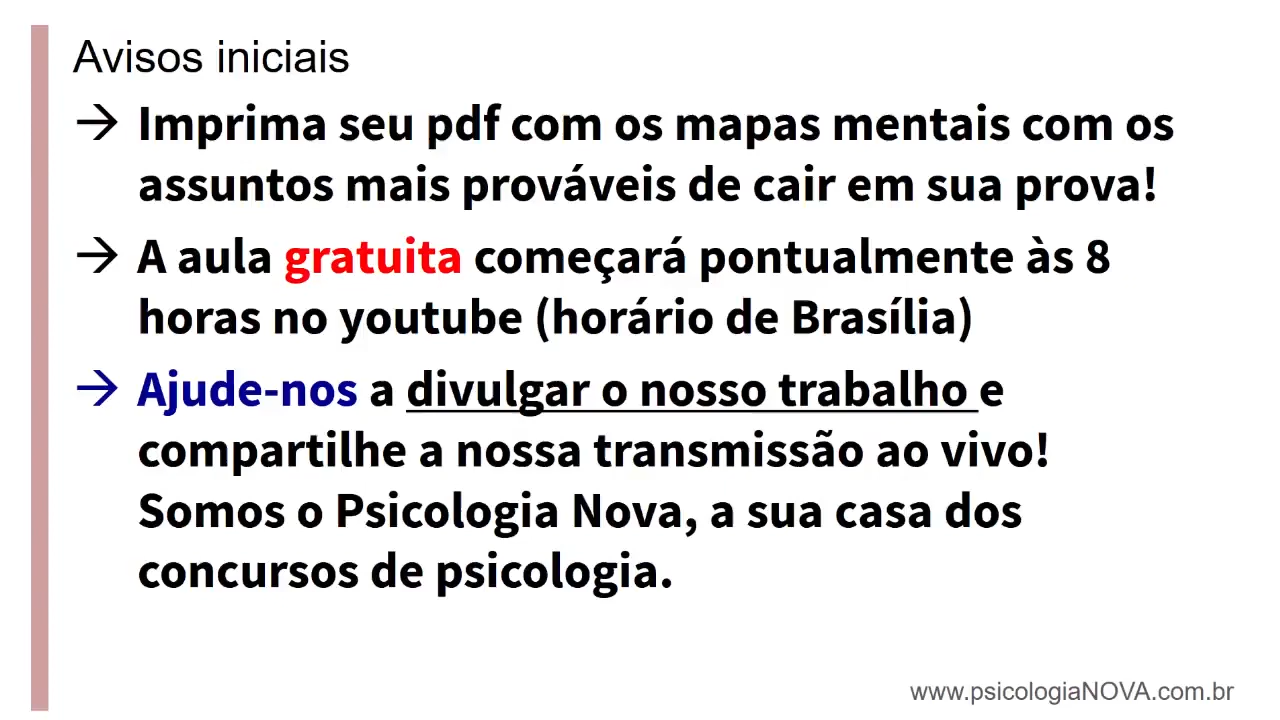 Avisos iniciais
→ Imprima seu pdf com os mapas mentais com os
assuntos mais prováveis de cair em sua prova!
→ A aula gratuita começará pontualmente às 8
horas no youtube (horário de Brasília)
→ Ajude-nos a divulgar o nosso trabalho e
compartilhe a nossa transmissão ao vivo!
Somos o Psicologia Nova, a sua casa dos
concursos de psicologia.
www.psicologiaNOVA.com.br